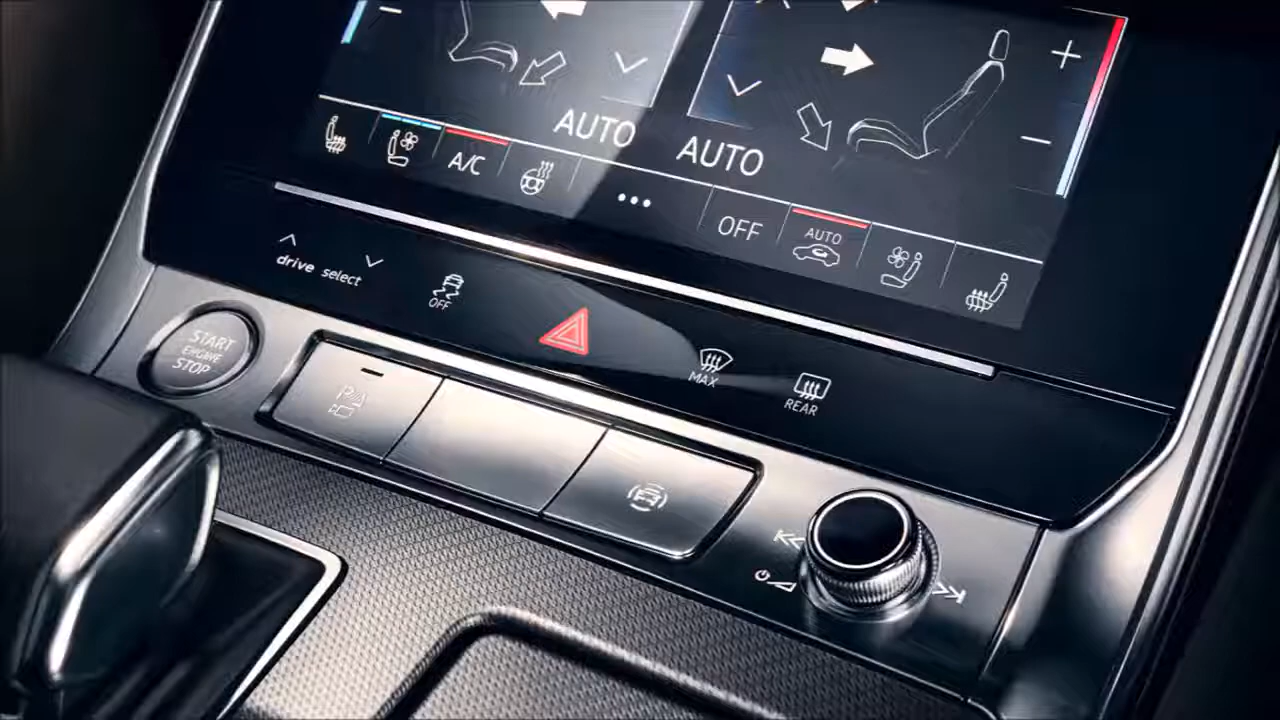 AUTO
AUTO
A/C
OFF
AUTO
drive select
OFF
START
ENGINE
STOP
MAX
REAR